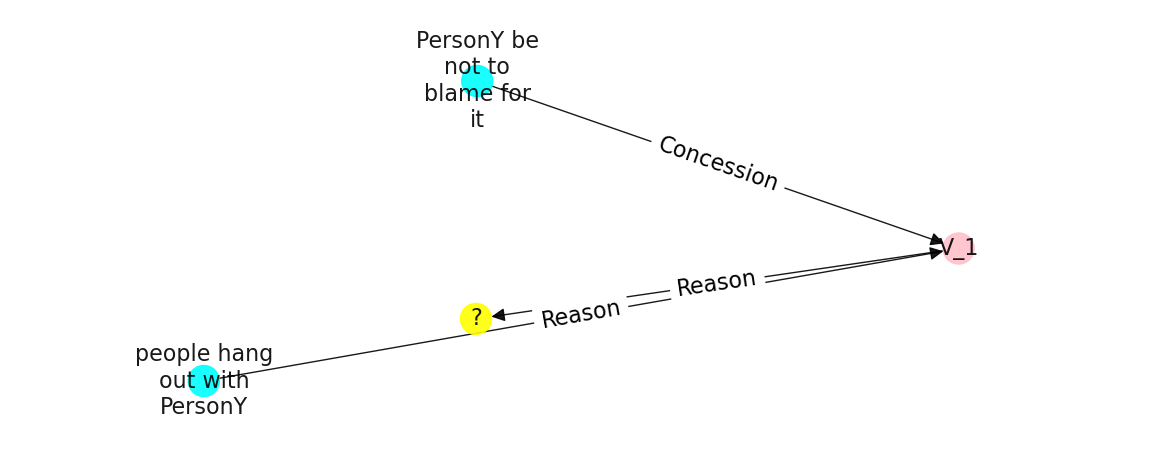 PersonY be
not to
blame for
it
Concession
V_1
Reason
Reason
?
people hang
out with
PersonY